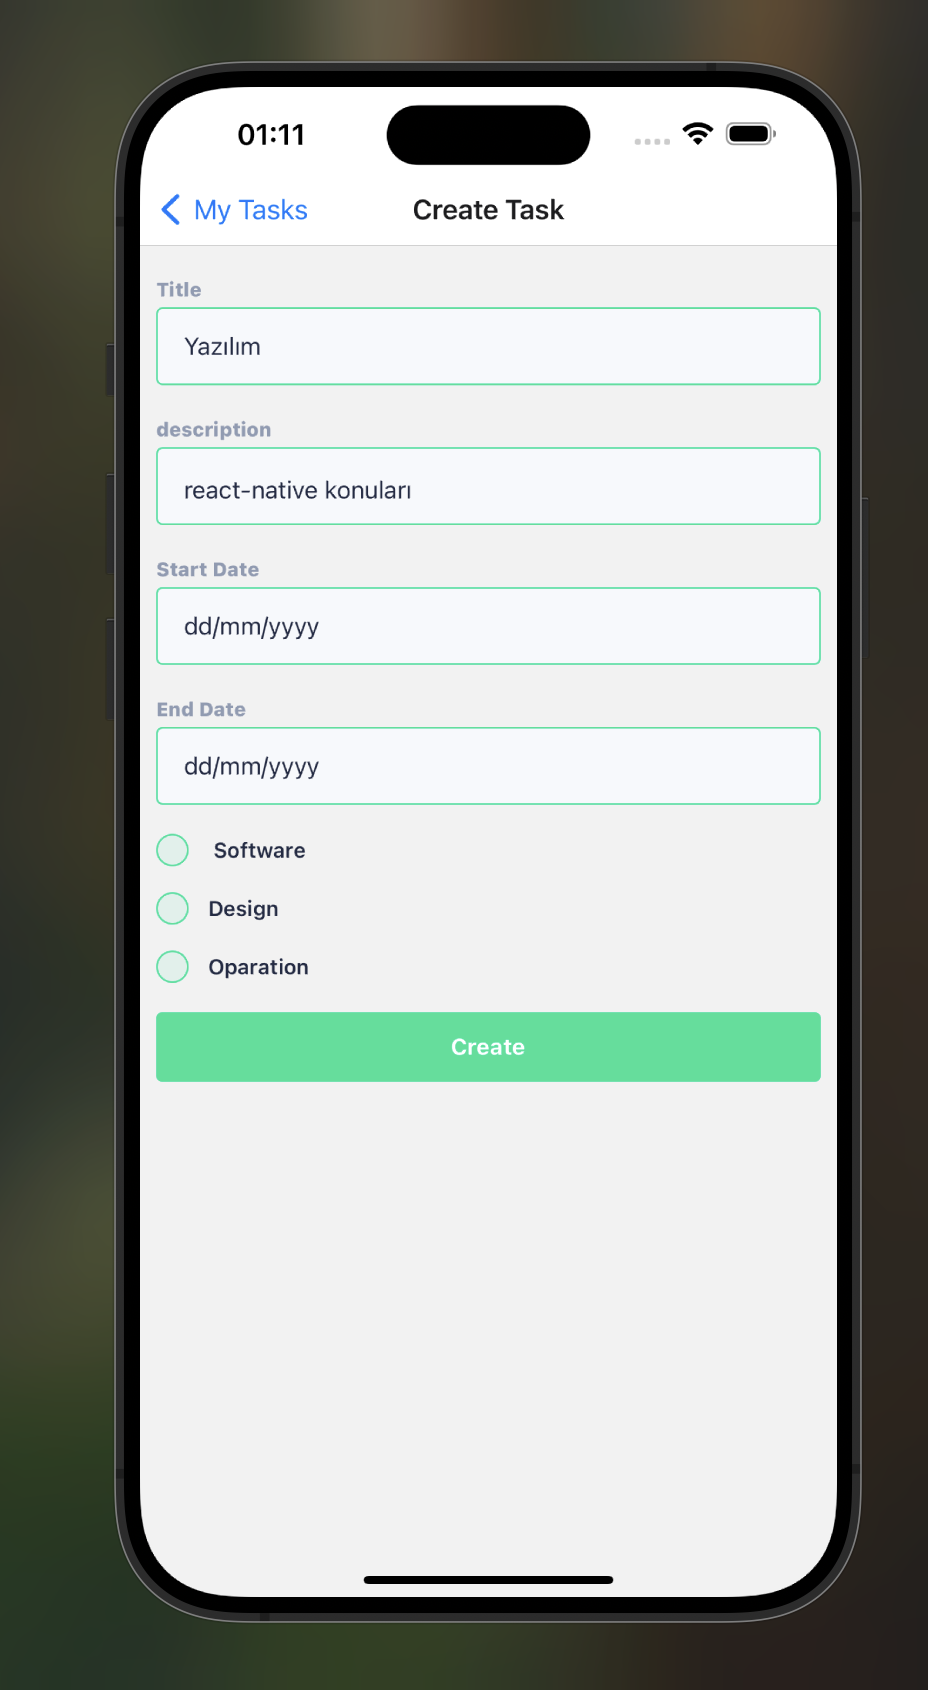 01:11
My Tasks
Create Task
Title
Yazılım
description
react-native konuları
Start Date
dd/mm/yyyy
End Date
dd/mm/yyyy
Software
Design
Oparation
Create